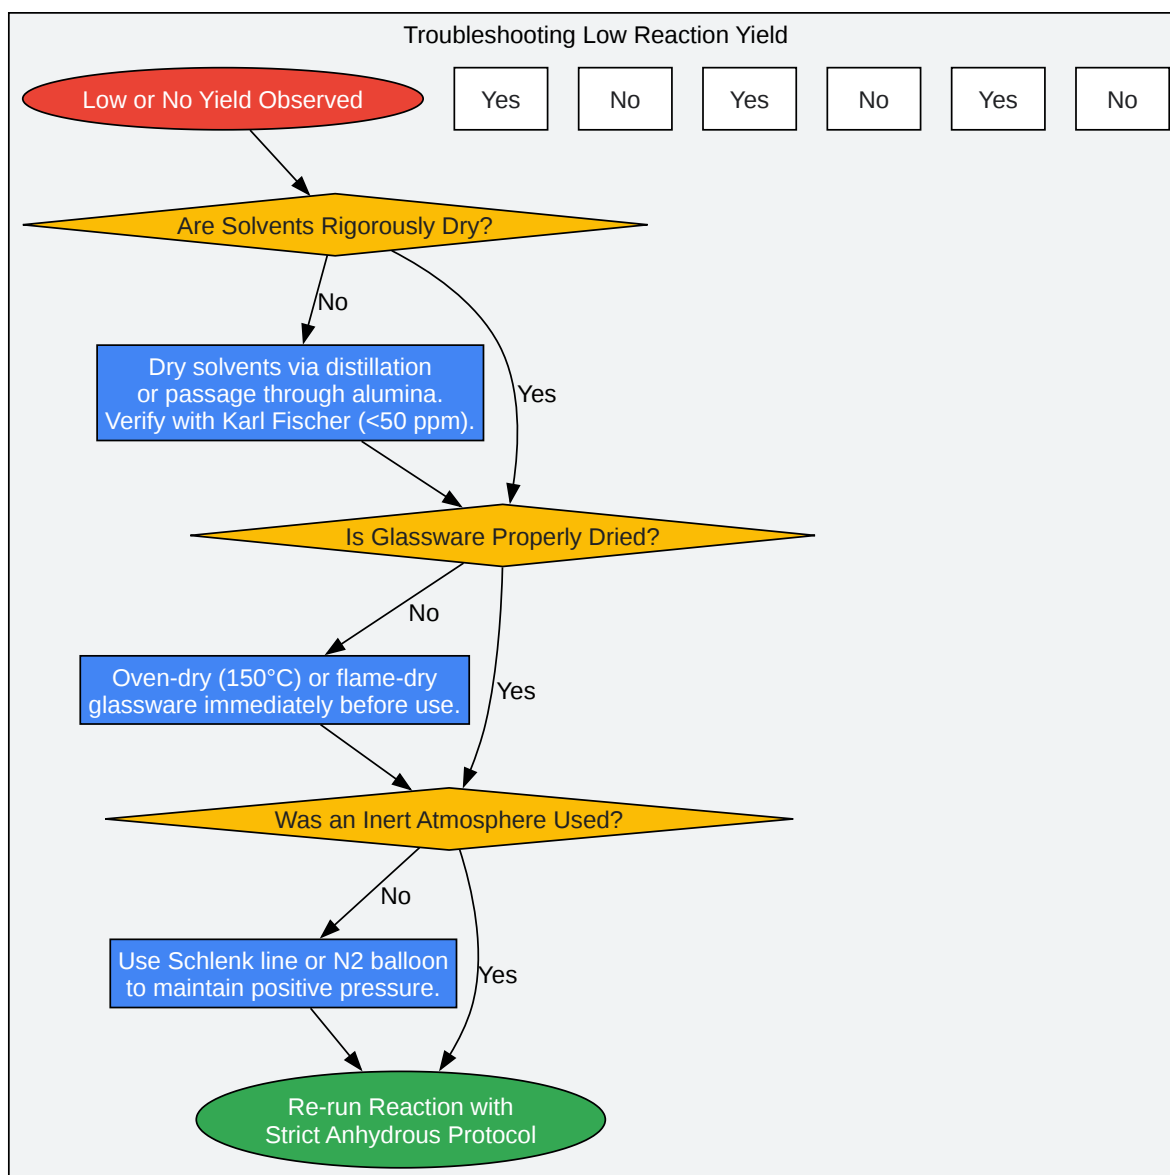 Troubleshooting Low Reaction Yield
Low or No Yield Observed
Yes
No
Yes
No
Yes
No
Are Solvents Rigorously Dry?
No
Dry solvents via distillation
or passage through alumina.
Verify with Karl Fischer (<50 ppm).
Yes
Is Glassware Properly Dried?
No
Oven-dry (150°C) or flame-dry
glassware immediately before use.
Yes
Was an Inert Atmosphere Used?
No
Use Schlenk line or N2 balloon
to maintain positive pressure.
Yes
Re-run Reaction with
Strict Anhydrous Protocol